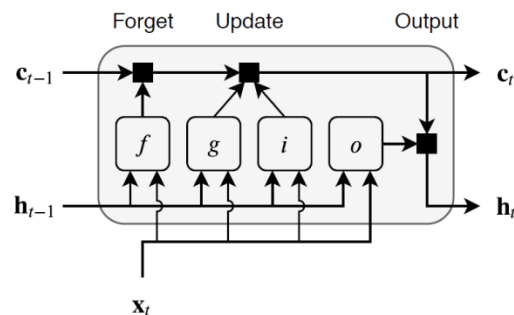 Forget Update Output
c_{t−1} c_t
f g i o
h_{t−1} h_t
x_t